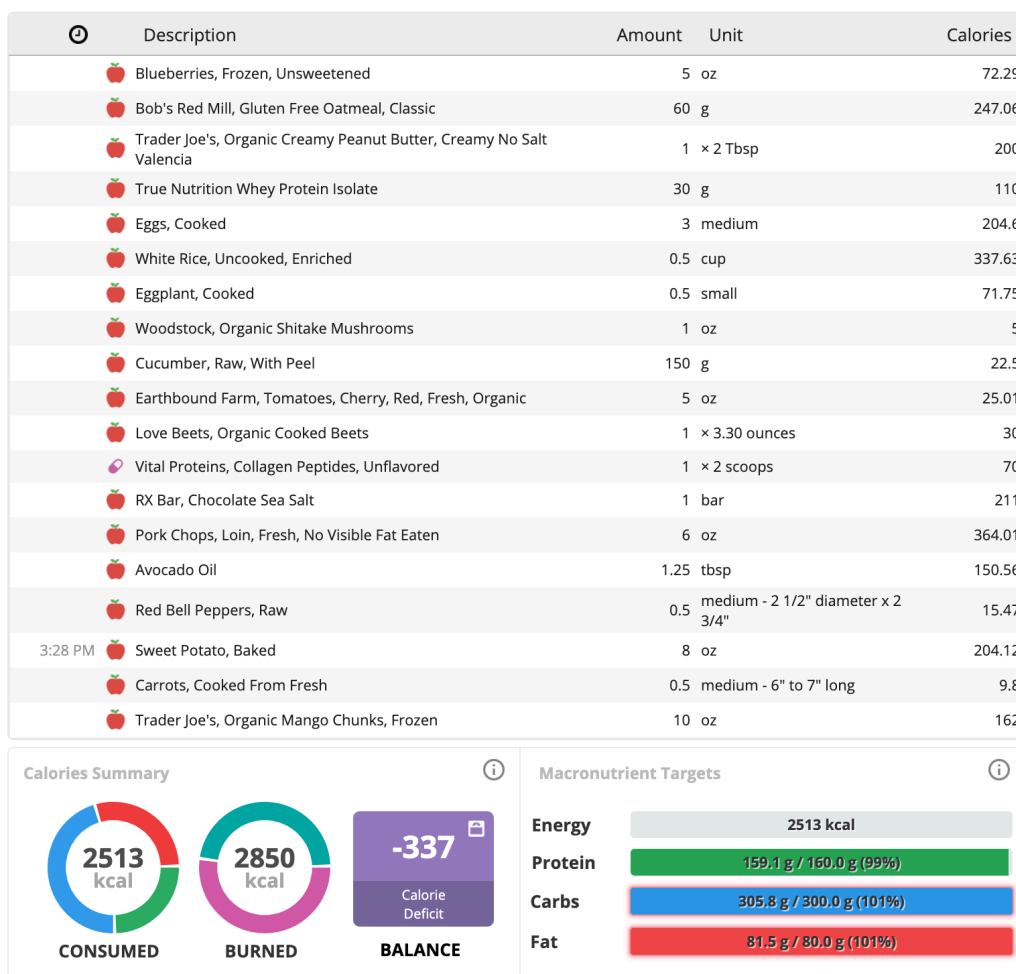 Description Amount Unit Calories
Blueberries, Frozen, Unsweetened 5 oz 72.29
Bob's Red Mill, Gluten Free Oatmeal, Classic 60 g 247.06
Trader Joe's, Organic Creamy Peanut Butter, Creamy No Salt
Valencia 1 × 2 Tbsp 200
True Nutrition Whey Protein Isolate 30 g 110
Eggs, Cooked 3 medium 204.6
White Rice, Uncooked, Enriched 0.5 cup 337.63
Eggplant, Cooked 0.5 small 71.75
Woodstock, Organic Shitake Mushrooms 1 oz 5
Cucumber, Raw, With Peel 150 g 22.5
Earthbound Farm, Tomatoes, Cherry, Red, Fresh, Organic 5 oz 25.01
Love Beets, Organic Cooked Beets 1 × 3.30 ounces 30
Vital Proteins, Collagen Peptides, Unflavored 1 × 2 scoops 70
RX Bar, Chocolate Sea Salt 1 bar 211
Pork Chops, Loin, Fresh, No Visible Fat Eaten 6 oz 364.01
Avocado Oil 1.25 tbsp 150.56
Red Bell Peppers, Raw 0.5 medium - 2 1/2" diameter x 2
3/4" 15.47
3:28 PM Sweet Potato, Baked 8 oz 204.12
Carrots, Cooked From Fresh 0.5 medium - 6" to 7" long 9.8
Trader Joe's, Organic Mango Chunks, Frozen 10 oz 162
Calories Summary
2513
kcal
CONSUMED
2850
kcal
BURNED
-337
Calorie
Deficit
BALANCE
Macronutrient Targets
Energy 2513 kcal
Protein 159.1 g / 160.0 g (99%)
Carbs 305.8 g / 300.0 g (101%)
Fat 81.5 g / 80.0 g (101%)